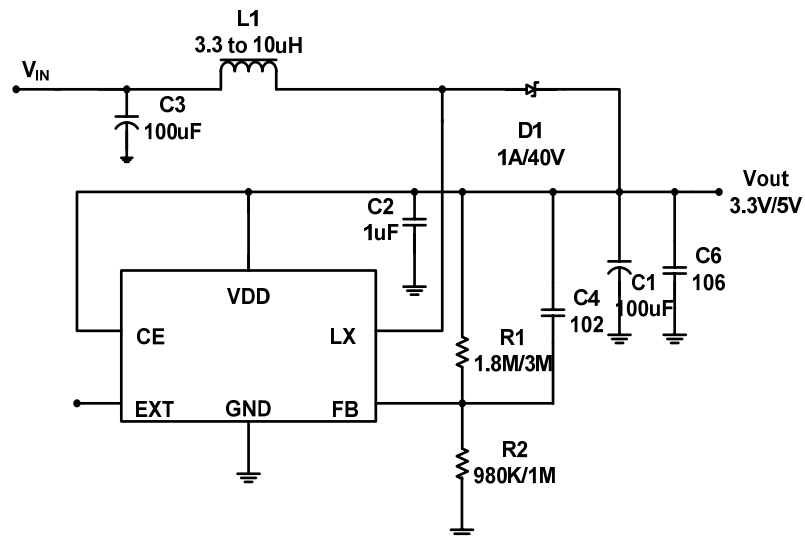 L1
3.3 to 10uH
VIN
C3
100uF
D1
1A/40V
Vout
3.3V/5V
C2
1uF
C6
106
C1
100uF
C4
102
VDD
CE
LX
R1
1.8M/3M
EXT
GND
FB
R2
980K/1M